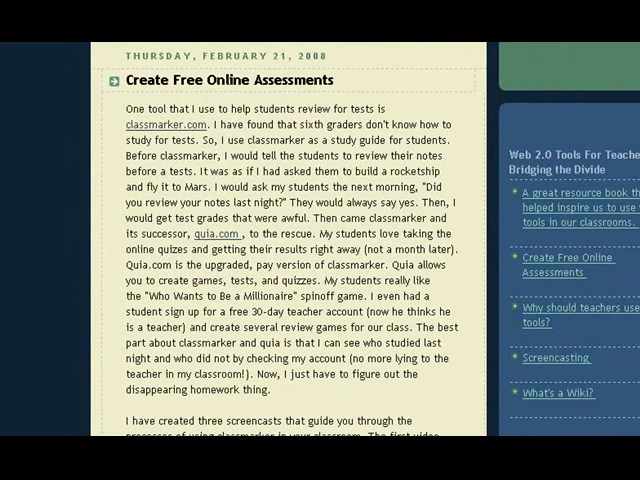 THURSDAY, FEBRUARY 21, 2008
Create Free Online Assessments
One tool that I use to help students review for tests is
classmarker.com. I have found that sixth graders don't know how to
study for tests. So, I use classmarker as a study guide for students.
Before classmarker, I would tell the students to review their notes
before a tests. It was as if I had asked them to build a rocketship
and fly it to Mars. I would ask my students the next morning, "Did
you review your notes last night?" They would always say yes. Then, I
would get test grades that were awful. Then came classmarker and
its successor, quia.com , to the rescue. My students love taking the
online quizes and getting their results right away (not a month later).
Quia.com is the upgraded, pay version of classmarker. Quia allows
you to create games, tests, and quizzes. My students really like
the "Who Wants to Be a Millionaire" spinoff game. I even had a
student sign up for a free 30-day teacher account (now he thinks he
is a teacher) and create several review games for our class. The best
part about classmarker and quia is that I can see who studied last
night and who did not by checking my account (no more lying to the
teacher in my classroom!). Now, I just have to figure out the
disappearing homework thing.
I have created three screencasts that guide you through the
processes of using classmarker in your classroom. The first video
Web 2.0 Tools For Teache
Bridging the Divide
A great resource book th
helped inspire us to use
tools in our classrooms.
Create Free Online
Assessments
Why should teachers use
tools?
Screencasting
What's a Wiki?